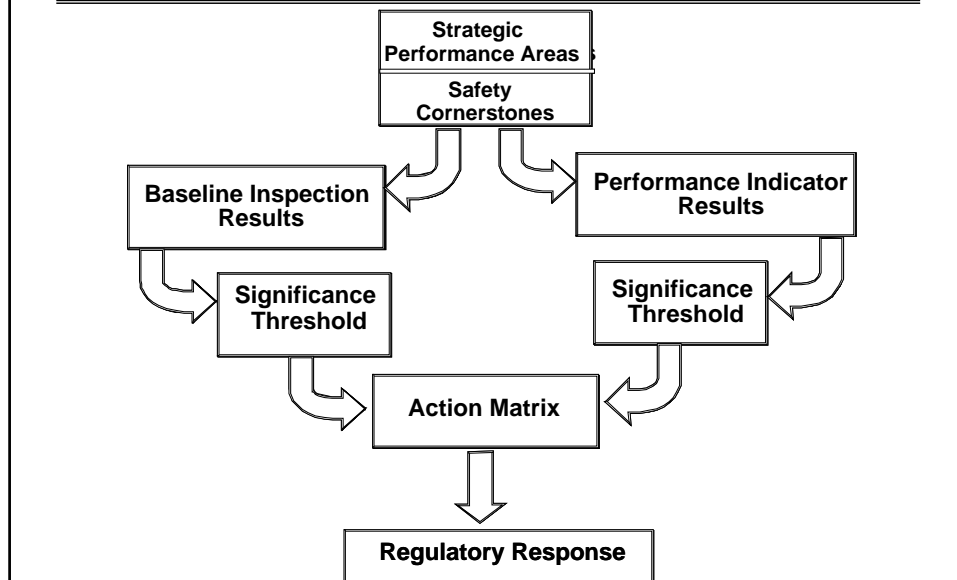 Strategic
Performance Areas
Safety
Cornerstones
Baseline Inspection
Results
Performance Indicator
Results
Significance
Threshold
Significance
Threshold
Action Matrix
Regulatory Response